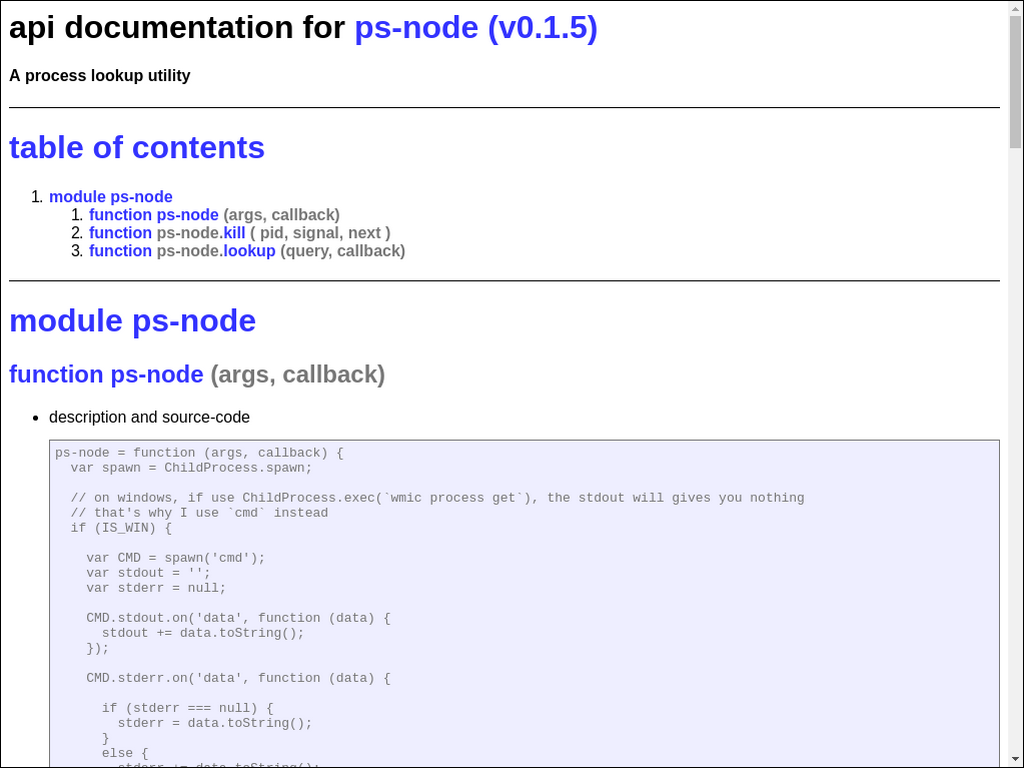 api documentation for ps-node (v0.1.5)
A process lookup utility
table of contents
1. module ps-node
1. function ps-node (args, callback)
2. function ps-node.kill ( pid, signal, next )
3. function ps-node.lookup (query, callback)
module ps-node
function ps-node (args, callback)
• description and source-code
ps-node = function (args, callback) {
  var spawn = ChildProcess.spawn;
  // on windows, if use ChildProcess.exec(`wmic process get`), the stdout will gives you nothing
  // that's why I use `cmd` instead
  if (IS_WIN) {
    var CMD = spawn('cmd');
    var stdout = '';
    var stderr = null;
    CMD.stdout.on('data', function (data) {
      stdout += data.toString();
    });
    CMD.stderr.on('data', function (data) {
      if (stderr === null) {
        stderr = data.toString();
      }
      else {
        stderr += data.toString();